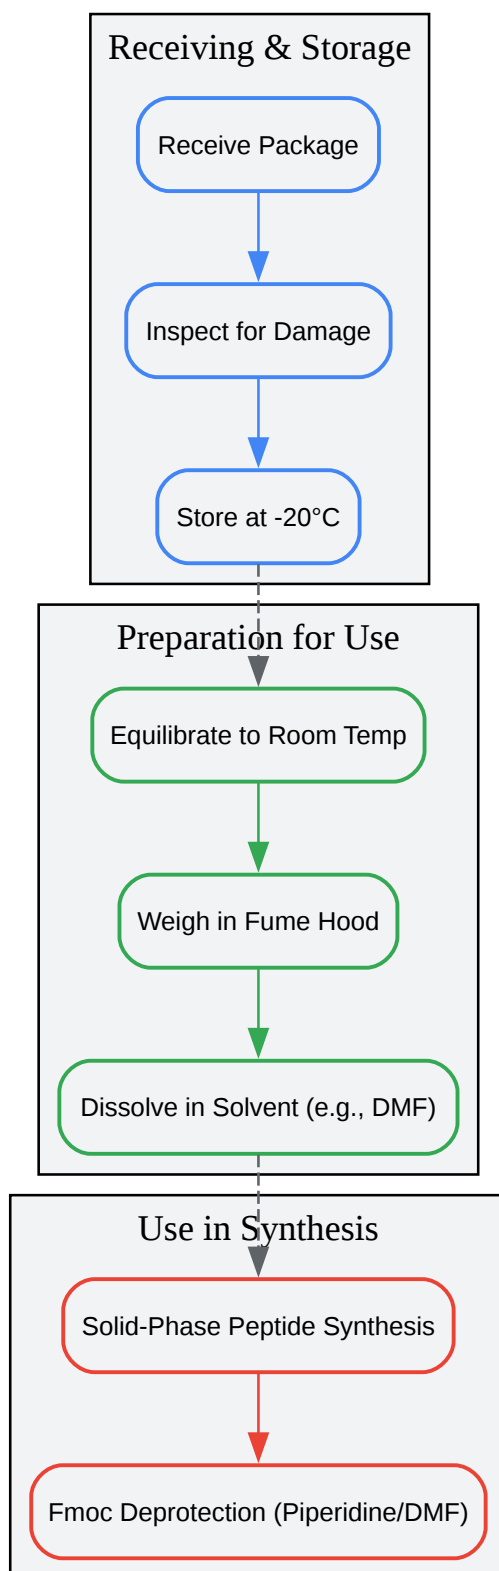 Receiving & Storage
Receive Package
Inspect for Damage
Store at -20°C
Preparation for Use
Equilibrate to Room Temp
Weigh in Fume Hood
Dissolve in Solvent (e.g., DMF)
Use in Synthesis
Solid-Phase Peptide Synthesis
Fmoc Deprotection (Piperidine/DMF)